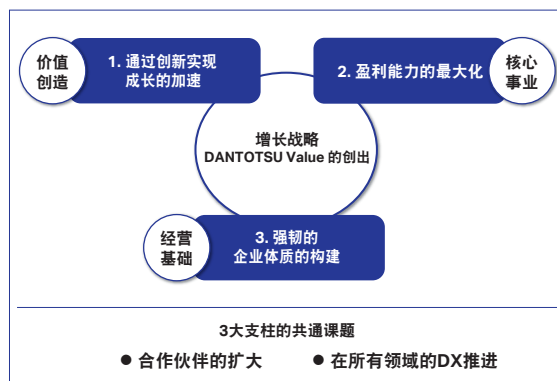 价值
创造
1. 通过创新实现
成长的加速
2. 盈利能力的最大化
核心
事业
增长战略
DANTOTSU Value 的创出
经营
基础
3. 强韧的
企业体质的构建
3大支柱的共通课题
● 合作伙伴的扩大
● 在所有领域的DX推进